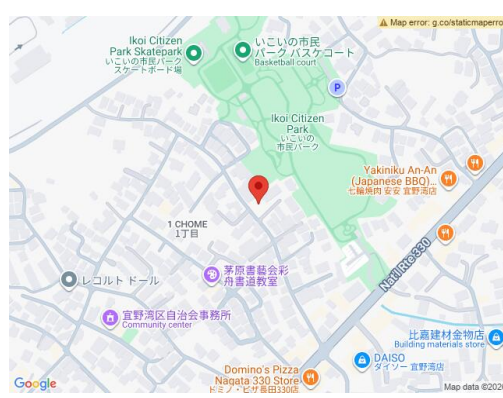 Map error: g.co/staticmaperro
Ikoi Citizen
Park Skatepark
いこいの市民パーク
スケートボード場
いこいの市民
パーク バスケコート
Basketball court
P
Ikoi Citizen
Park
いこいの
市民パーク
Yakiniku An-An
(Japanese BBQ)...
七輪焼肉 安安 宜野湾店
1 CHOME
1丁目
Nat'l Rte 330
茅原書藝会彩
舟書道教室
レコルト ドール
宜野湾区自治会事務所
Community center
比嘉建材金物店
Building materials store
DAISO
ダイソー 宜野湾店
Domino's Pizza
Nagata 330 Store
ドミノ・ピザ長田330店
Google
Map data ©202